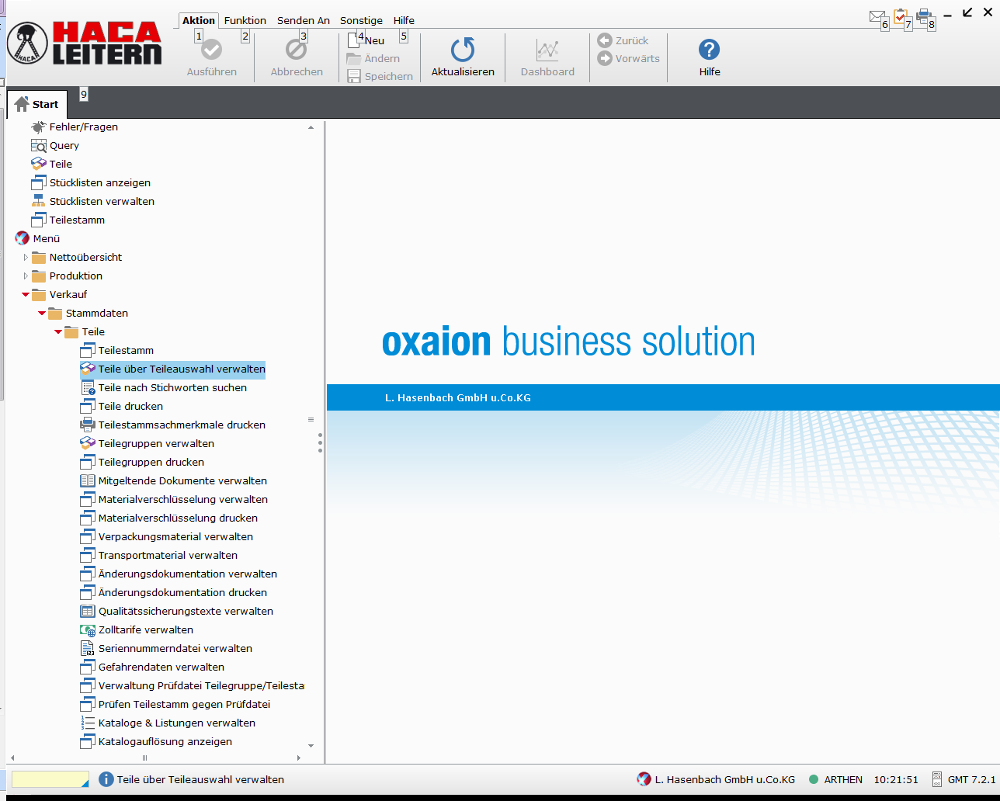 HACA
LEITERN
HACA
Aktion Funktion Senden An Sonstige Hilfe
1 2 3 4 5 6 7 8
Ausführen
Abbrechen
Neu
Ändern
Speichern
Aktualisieren
Dashboard
Zurück
Vorwärts
Hilfe
Start
9
Fehler/Fragen
Query
Teile
Stücklisten anzeigen
Stücklisten verwalten
Teilestamm
Menü
Nettoübersicht
Produktion
Verkauf
Stammdaten
Teile
Teilestamm
Teile über Teileauswahl verwalten
Teile nach Stichworten suchen
Teile drucken
Teilestammsachmerkmale drucken
Teilegruppen verwalten
Teilegruppen drucken
Mitgeltende Dokumente verwalten
Materialverschlüsselung verwalten
Materialverschlüsselung drucken
Verpackungsmaterial verwalten
Transportmaterial verwalten
Änderungsdokumentation verwalten
Änderungsdokumentation drucken
Qualitätssicherungstexte verwalten
Zolltarife verwalten
Seriennummerndatei verwalten
Gefahrendaten verwalten
Verwaltung Prüfdatei Teilegruppe/Teilesta
Prüfen Teilestamm gegen Prüfdatei
Kataloge & Listungen verwalten
Katalogauflösung anzeigen
oxaion business solution
L. Hasenbach GmbH u.Co.KG
Teile über Teileauswahl verwalten
L. Hasenbach GmbH u.Co.KG ARTHEN 10:21:51 GMT 7.2.1